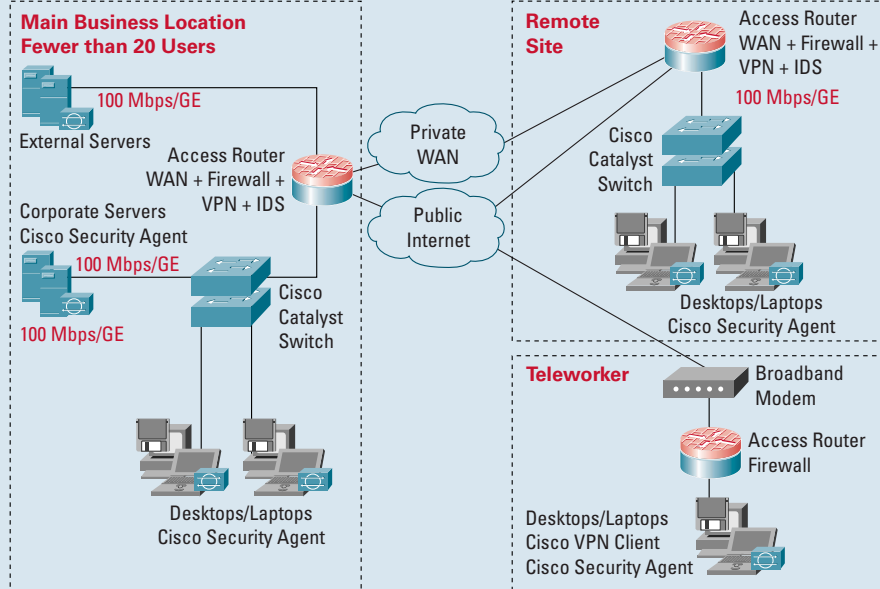 Main Business Location
Fewer than 20 Users
100 Mbps/GE
External Servers
Access Router
WAN + Firewall +
VPN + IDS
Corporate Servers
Cisco Security Agent
100 Mbps/GE
100 Mbps/GE
Cisco
Catalyst
Switch
Desktops/Laptops
Cisco Security Agent
Private
WAN
Public
Internet
Remote
Site
Access Router
WAN + Firewall +
VPN + IDS
100 Mbps/GE
Cisco
Catalyst
Switch
Desktops/Laptops
Cisco Security Agent
Teleworker
Broadband
Modem
Access Router
Firewall
Desktops/Laptops
Cisco VPN Client
Cisco Security Agent